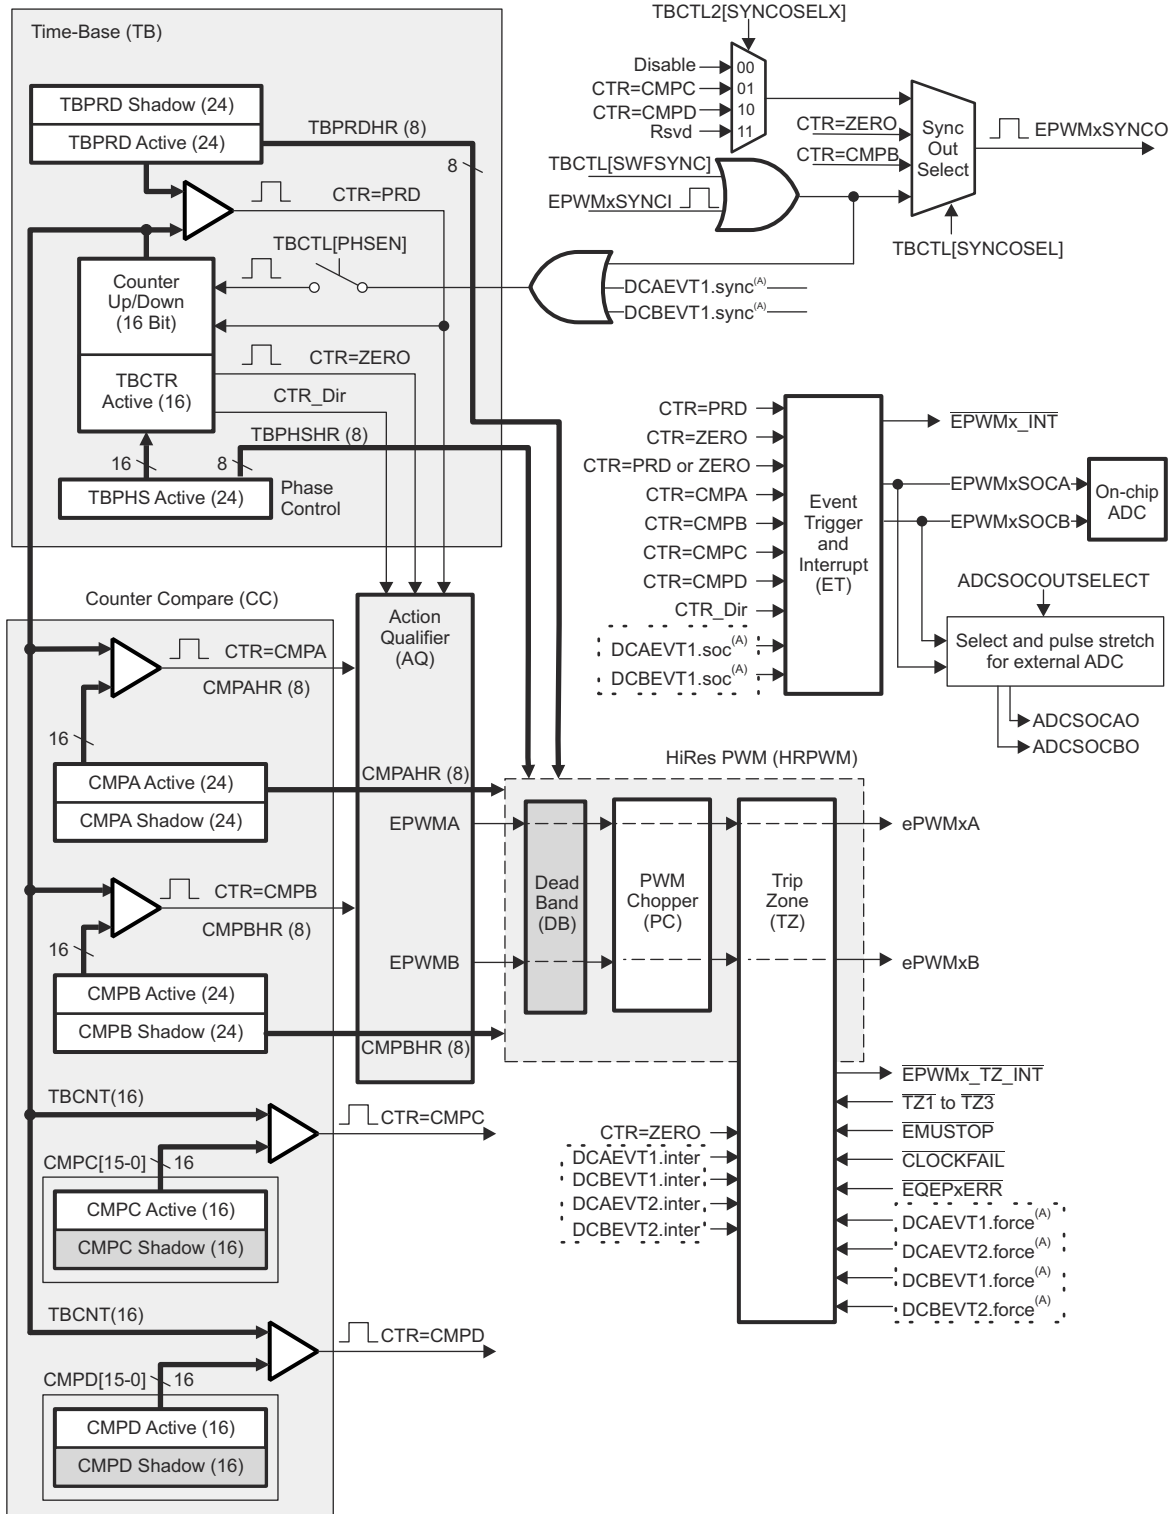 TBCTL2[SYNCOSELX]
Time-Base (TB)
Disable
00
CTR=CMPC
01
CTR=CMPD
10
Rsvd
11
TBPRD Shadow (24)
TBPRD Active (24)
TBPRDHR (8)
8
CTR=ZERO
CTR=CMPB
Sync
Out
Select
EPWMxSYNCO
TBCTL[SWFSYNC]
EPWMxSYNCI
CTR=PRD
TBCTL[PHSEN]
TBCTL[SYNCOSEL]
Counter
Up/Down
(16 Bit)
DCAEVT1.sync(A)
DCBEVT1.sync(A)
CTR=ZERO
TBCTR
Active (16)
CTR_Dir
TBPHSHR (8)
16
8
TBPHS Active (24)
Phase
Control
CTR=PRD
CTR=ZERO
CTR=PRD or ZERO
CTR=CMPA
CTR=CMPB
CTR=CMPC
CTR=CMPD
CTR_Dir
DCAEVT1.soc(A)
DCBEVT1.soc(A)
Event
Trigger
and
Interrupt
(ET)
EPWMx_INT
EPWMxSOCA
EPWMxSOCB
On-chip
ADC
ADCSOCOUTSELECT
Select and pulse stretch
for external ADC
ADCSOCAO
ADCSOCBO
Counter Compare (CC)
Action
Qualifier
(AQ)
CTR=CMPA
CMPAHR (8)
16
CMPA Active (24)
CMPA Shadow (24)
CMPAHR (8)
HiRes PWM (HRPWM)
EPWMA
ePWMxA
CTR=CMPB
CMPBHR (8)
16
Dead
Band
(DB)
PWM
Chopper
(PC)
Trip
Zone
(TZ)
EPWMB
ePWMxB
CMPB Active (24)
CMPB Shadow (24)
CMPBHR (8)
TBCNT(16)
CTR=CMPC
CMPC[15-0]
16
CMPC Active (16)
CMPC Shadow (16)
CTR=ZERO
DCAEVT1.inter
DCBEVT1.inter
DCAEVT2.inter
DCBEVT2.inter
EPWMx_TZ_INT
TZ1 to TZ3
EMUSTOP
CLOCKFAIL
EQEPxERR
DCAEVT1.force(A)
DCAEVT2.force(A)
DCBEVT1.force(A)
DCBEVT2.force(A)
TBCNT(16)
CTR=CMPD
CMPD[15-0]
16
CMPD Active (16)
CMPD Shadow (16)